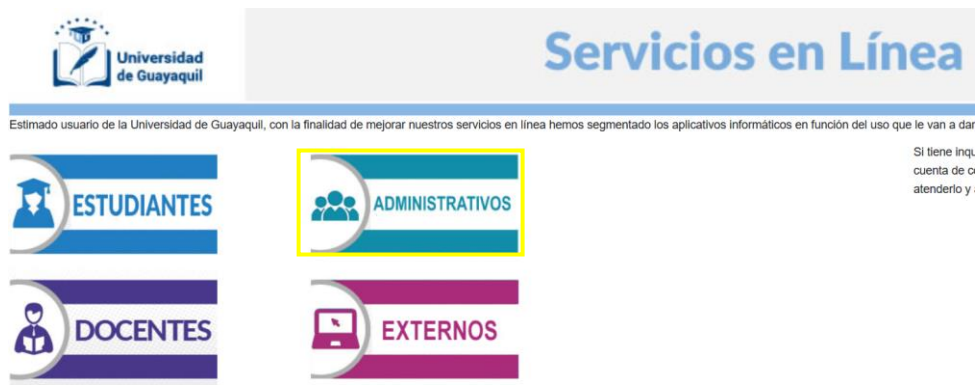 Universidad
de Guayaquil
Servicios en Línea
Estimado usuario de la Universidad de Guayaquil, con la finalidad de mejorar nuestros servicios en línea hemos segmentado los aplicativos informáticos en función del uso que le van a dar
Si tiene inqu
cuenta de c
atenderlo y
ESTUDIANTES
ADMINISTRATIVOS
DOCENTES
EXTERNOS